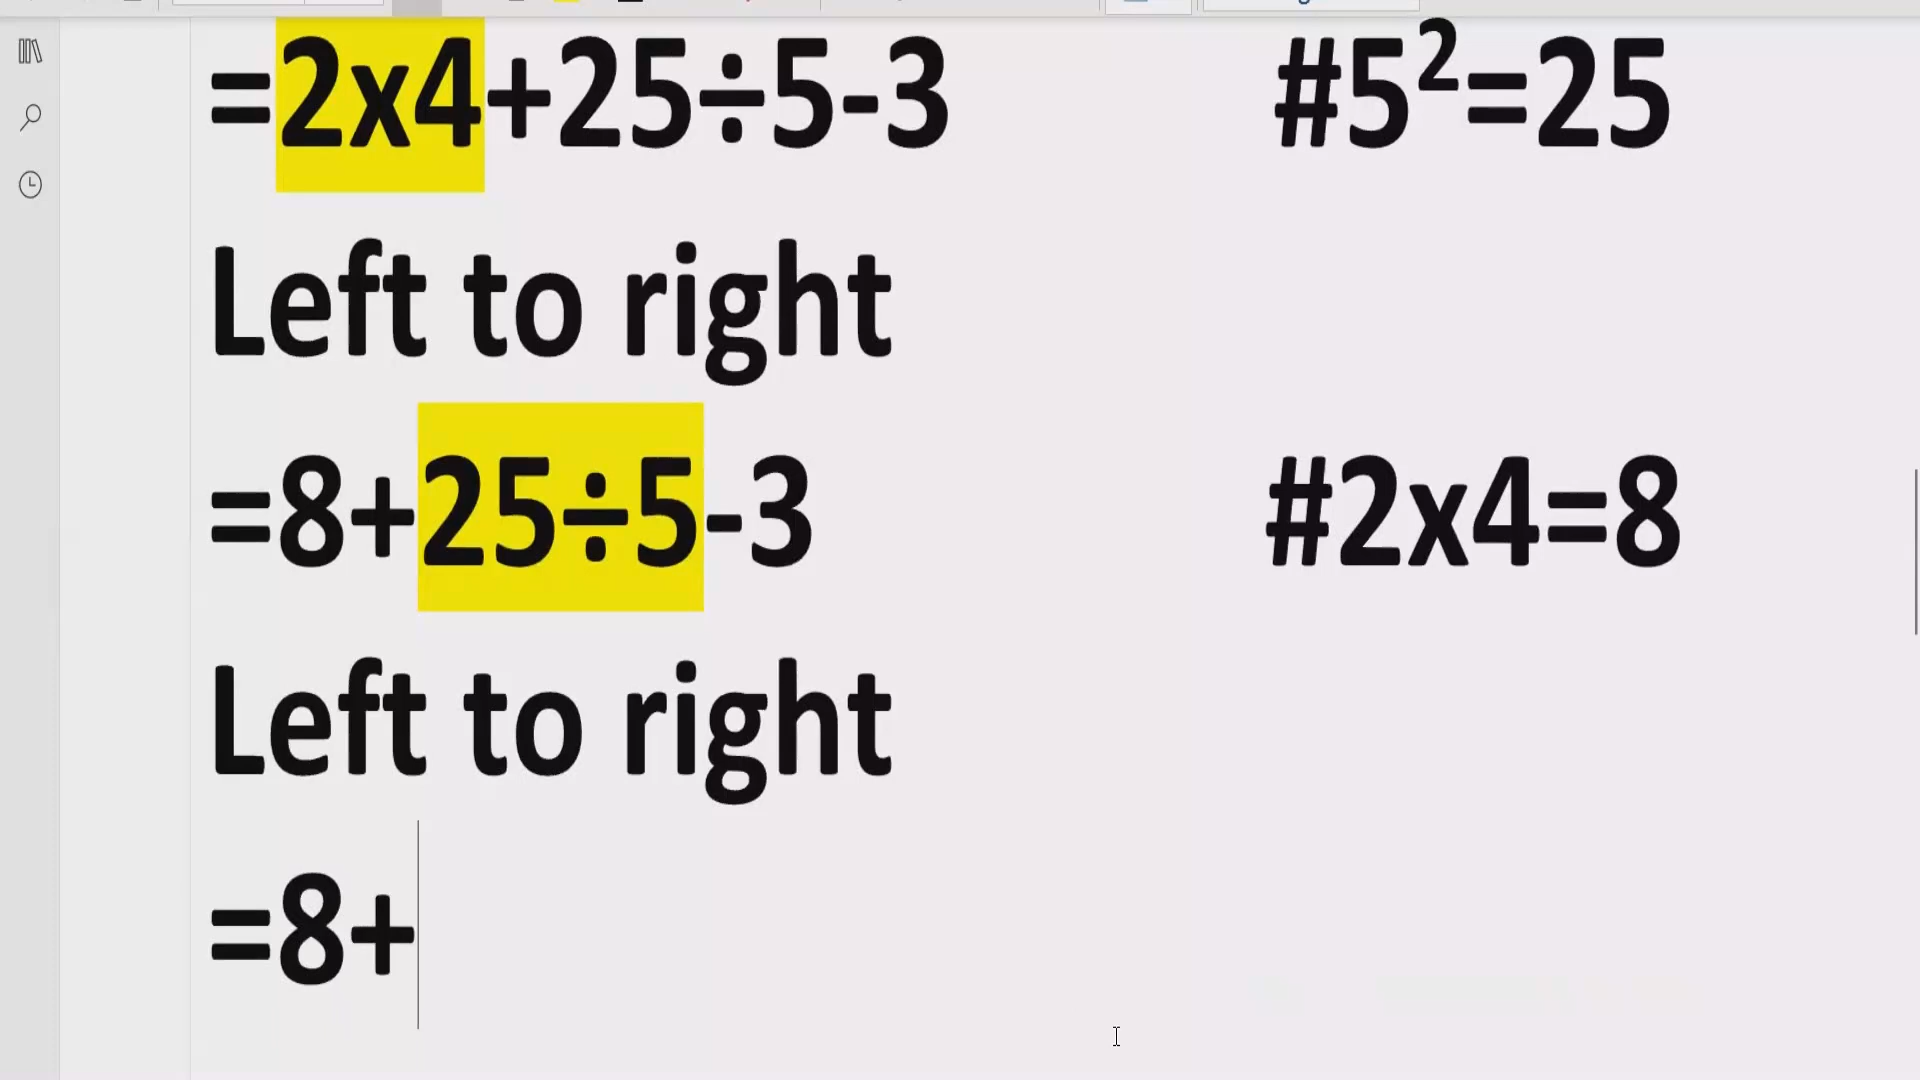 =2x4+25÷5-3 #5²=25
Left to right
=8+25÷5-3 #2x4=8
Left to right
=8+